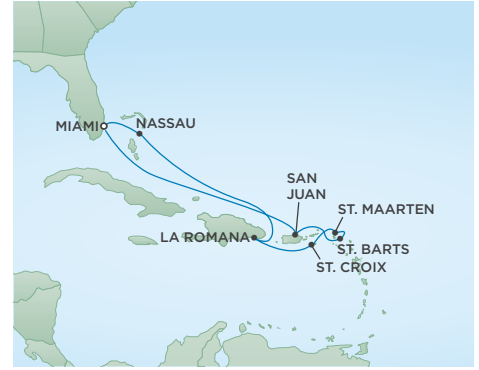 MIAMI
NASSAU
SAN
JUAN
ST. MAARTEN
LA ROMANA
ST. BARTS
ST. CROIX